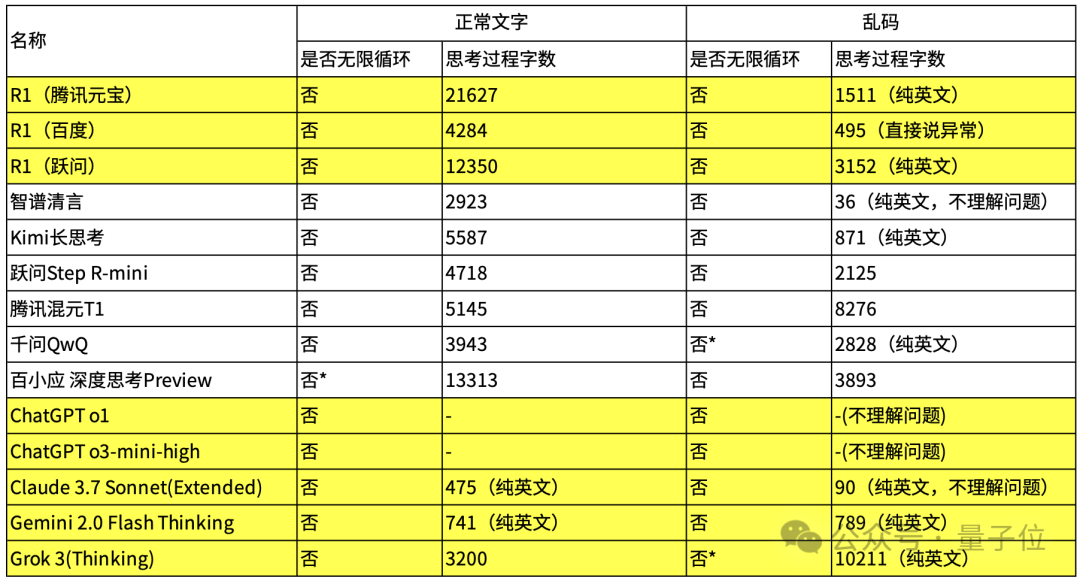 名称 正常文字 乱码
是否无限循环 思考过程字数 是否无限循环 思考过程字数
R1（腾讯元宝） 否 21627 否 1511（纯英文）
R1（百度） 否 4284 否 495（直接说异常）
R1（跃问） 否 12350 否 3152（纯英文）
智谱清言 否 2923 否 36（纯英文，不理解问题）
Kimi长思考 否 5587 否 871（纯英文）
跃问Step R-mini 否 4718 否 2125
腾讯混元T1 否 5145 否 8276
千问QwQ 否 3943 否* 2828（纯英文）
百小应 深度思考Preview 否* 13313 否 3893
ChatGPT o1 否 - 否 -(不理解问题)
ChatGPT o3-mini-high 否 - 否 -(不理解问题)
Claude 3.7 Sonnet(Extended) 否 475（纯英文） 否 90（纯英文，不理解问题）
Gemini 2.0 Flash Thinking 否 741（纯英文） 否 789（纯英文）
Grok 3(Thinking) 否 3200 否* 10211（纯英文）
公众号·量子位